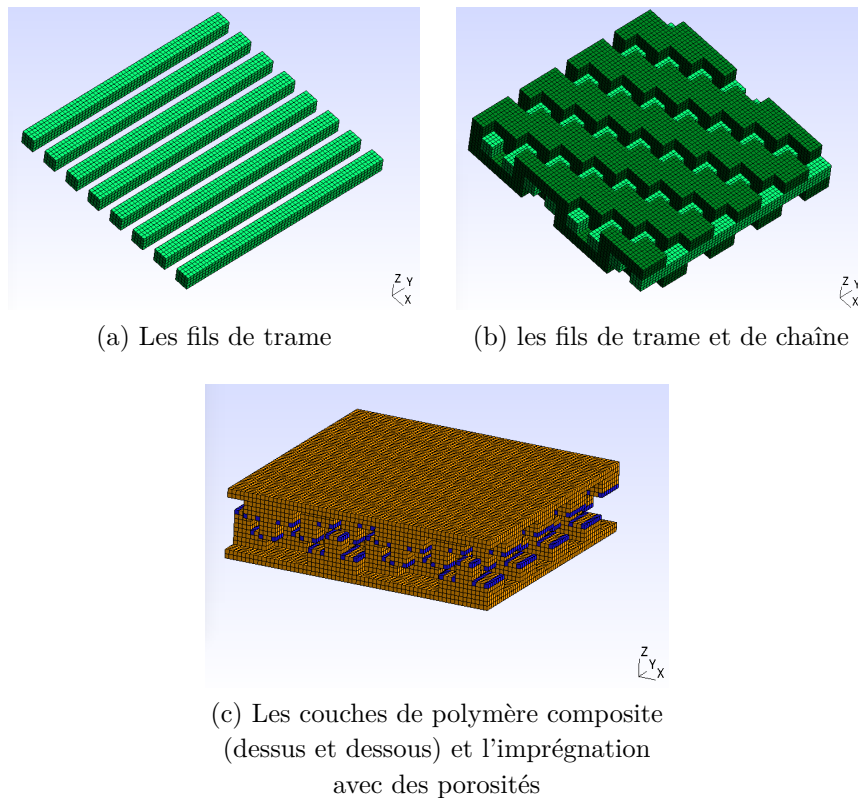 Z Y
X
Z
Y
X
(a) Les fils de trame
(b) les fils de trame et de chaîne
Z
Y
X
(c) Les couches de polymère composite
(dessus et dessous) et l'imprégnation
avec des porosités